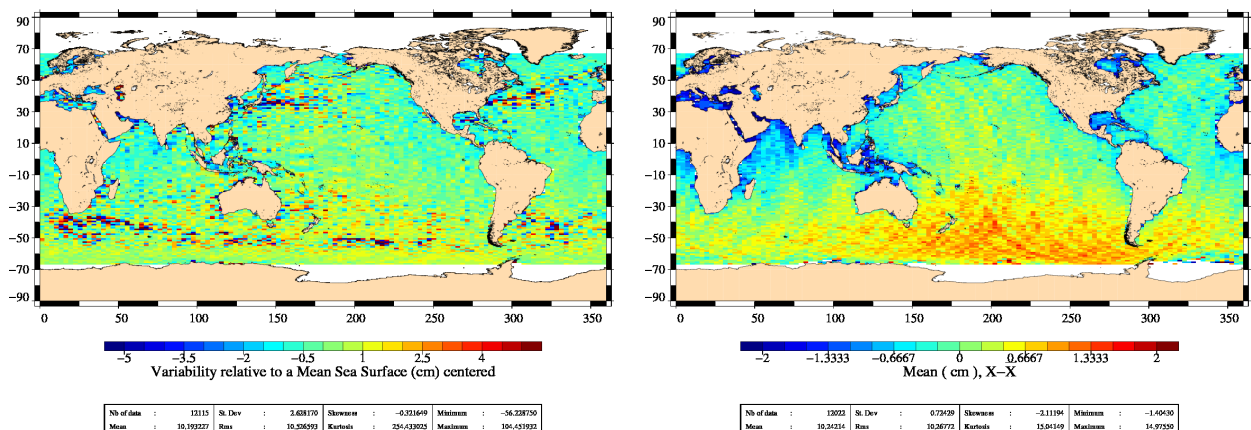 90
70
50
30
10
−10
−30
−50
−70
−90
0 50 100 150 200 250 300 350
−5 −3.5 −2 −0.5 1 2.5 4
Variability relative to a Mean Sea Surface (cm) centered
Nb of data : 12115 St. Dev : 2.628170 Skewness : −0.321649 Minimum : −56.228750
Mean : 10.193227 Rms : 10.526593 Kurtosis : 254.433025 Maximum : 104.451932
90
70
50
30
10
−10
−30
−50
−70
−90
0 50 100 150 200 250 300 350
−2 −1.3333 −0.6667 0 0.6667 1.3333 2
Mean ( cm ), X−X
Nb of data : 12022 St. Dev : 0.72429 Skewness : −2.11194 Minimum : −1.40430
Mean : 10.24214 Rms : 10.26772 Kurtosis : 15.04149 Maximum : 14.97550